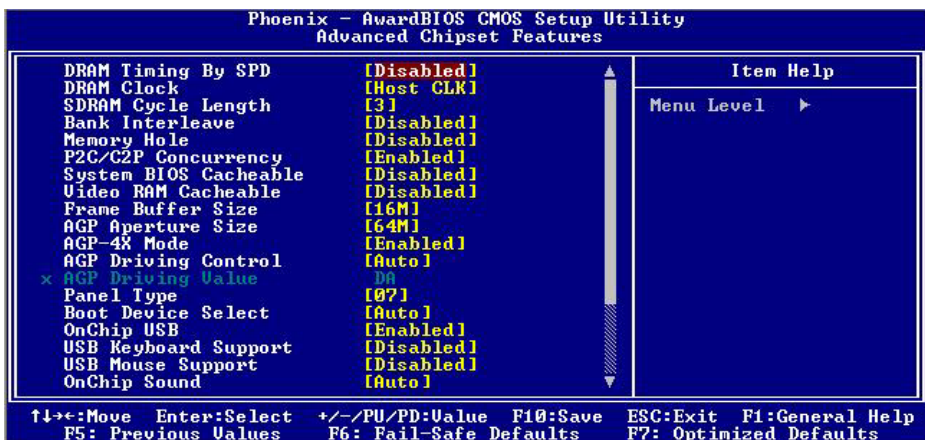 Phoenix - AwardBIOS CMOS Setup Utility
Advanced Chipset Features
DRAM Timing By SPD [Disabled]
DRAM Clock [Host CLK]
SDRAM Cycle Length [3]
Bank Interleave [Disabled]
Memory Hole [Disabled]
P2C/C2P Concurrency [Enabled]
System BIOS Cacheable [Disabled]
Video RAM Cacheable [Disabled]
Frame Buffer Size [16M]
AGP Aperture Size [64M]
AGP-4X Mode [Enabled]
AGP Driving Control [Auto]
x AGP Driving Value DA
Panel Type [07]
Boot Device Select [Auto]
OnChip USB [Enabled]
USB Keyboard Support [Disabled]
USB Mouse Support [Disabled]
OnChip Sound [Auto]
Item Help
Menu Level ►
↑↓→←:Move Enter:Select +/-/PU/PD:Value F10:Save ESC:Exit F1:General Help
F5: Previous Values F6: Fail-Safe Defaults F7: Optimized Defaults